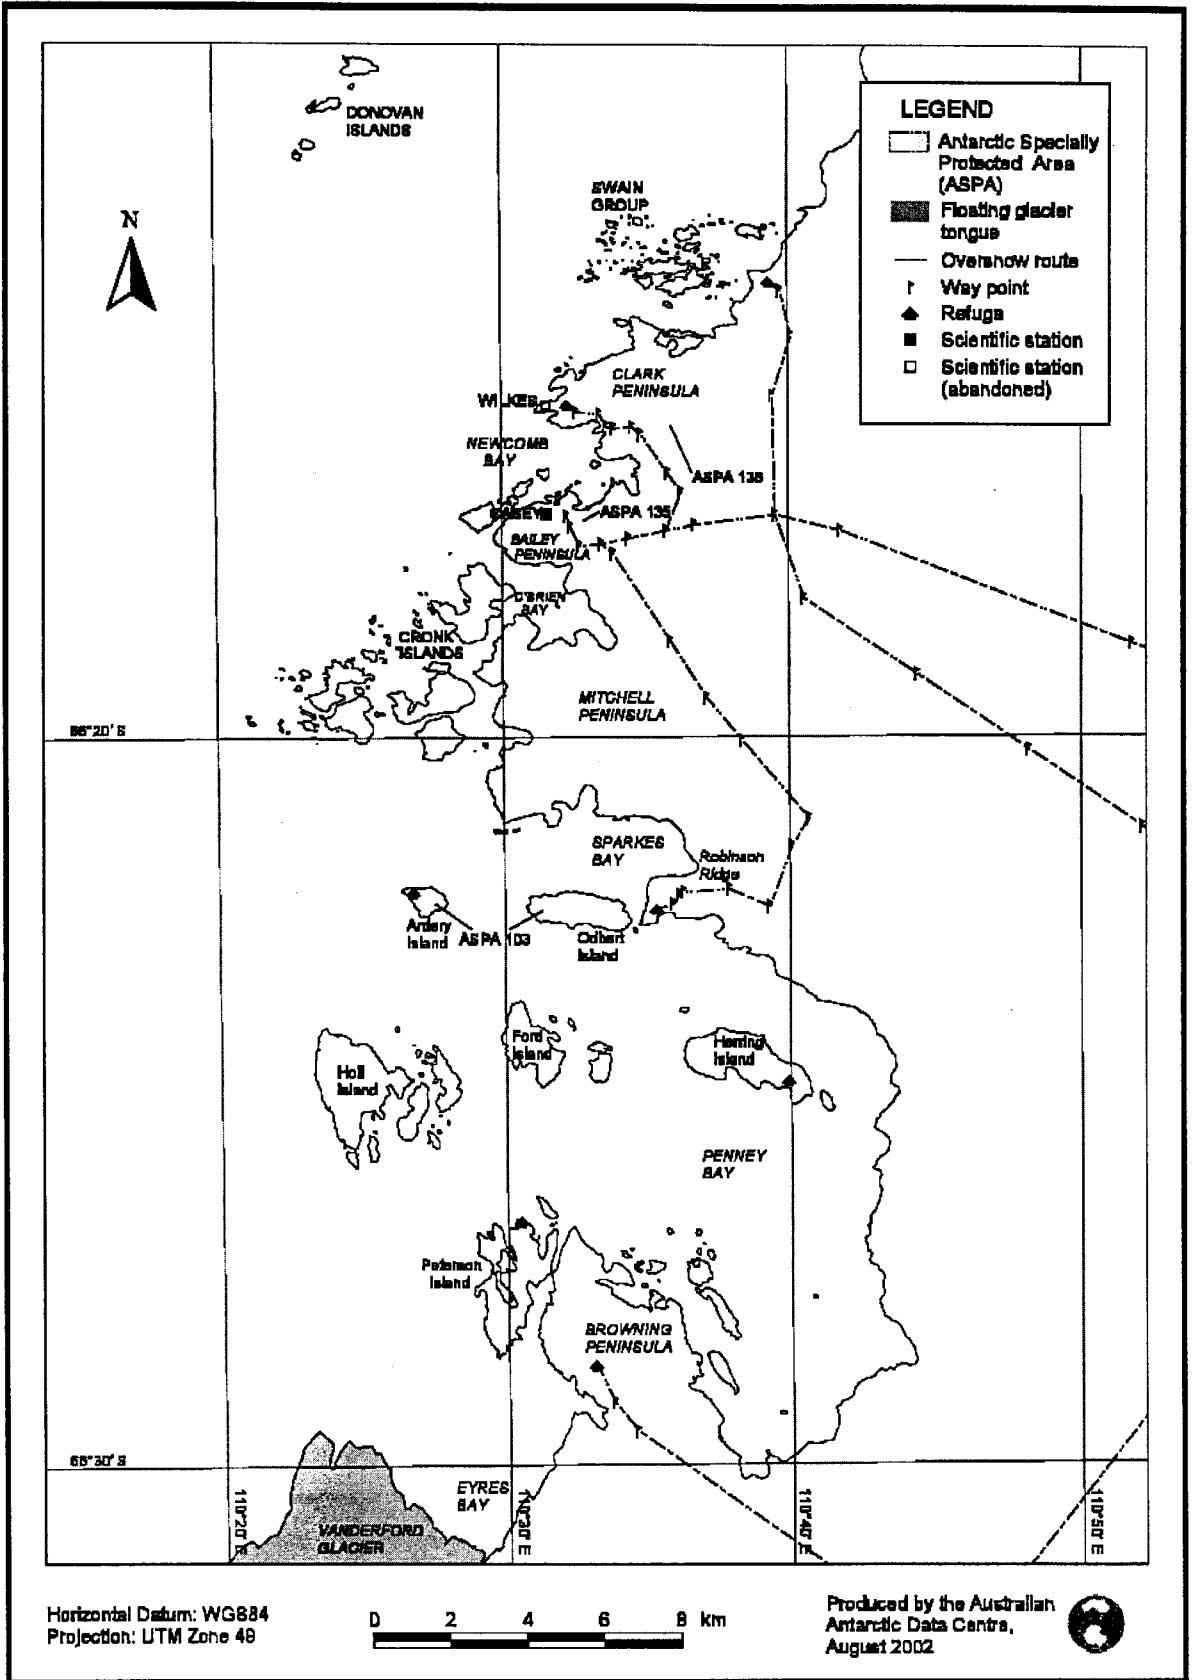 DONOVAN
ISLANDS
N
SWAIN
GROUP
LEGEND
Antarctic Specially
Protected Area
(ASPA)
Floating glacier
tongue
Oversnow route
Way point
Refuge
Scientific station
Scientific station
(abandoned)
CLARK
PENINSULA
WILKES
NEWCOMB
BAY
ASPA 136
CASEY
ASPA 135
BAILEY
PENINSULA
O'BRIEN
BAY
CRONK
ISLANDS
MITCHELL
PENINSULA
66°20' S
SPARKES
BAY
Robinson
Ridge
Ardery
Island
ASPA 103
Odbert
Island
Ford
Island
Herring
Island
Holl
Island
PENNEY
BAY
Peterson
Island
BROWNING
PENINSULA
66°30' S
EYRES
BAY
VANDERFORD
GLACIER
110°20' E
110°30' E
110°40' E
110°50' E
Horizontal Datum: WGS84
Projection: UTM Zone 49
0 2 4 6 8 km
Produced by the Australian
Antarctic Data Centre,
August 2002